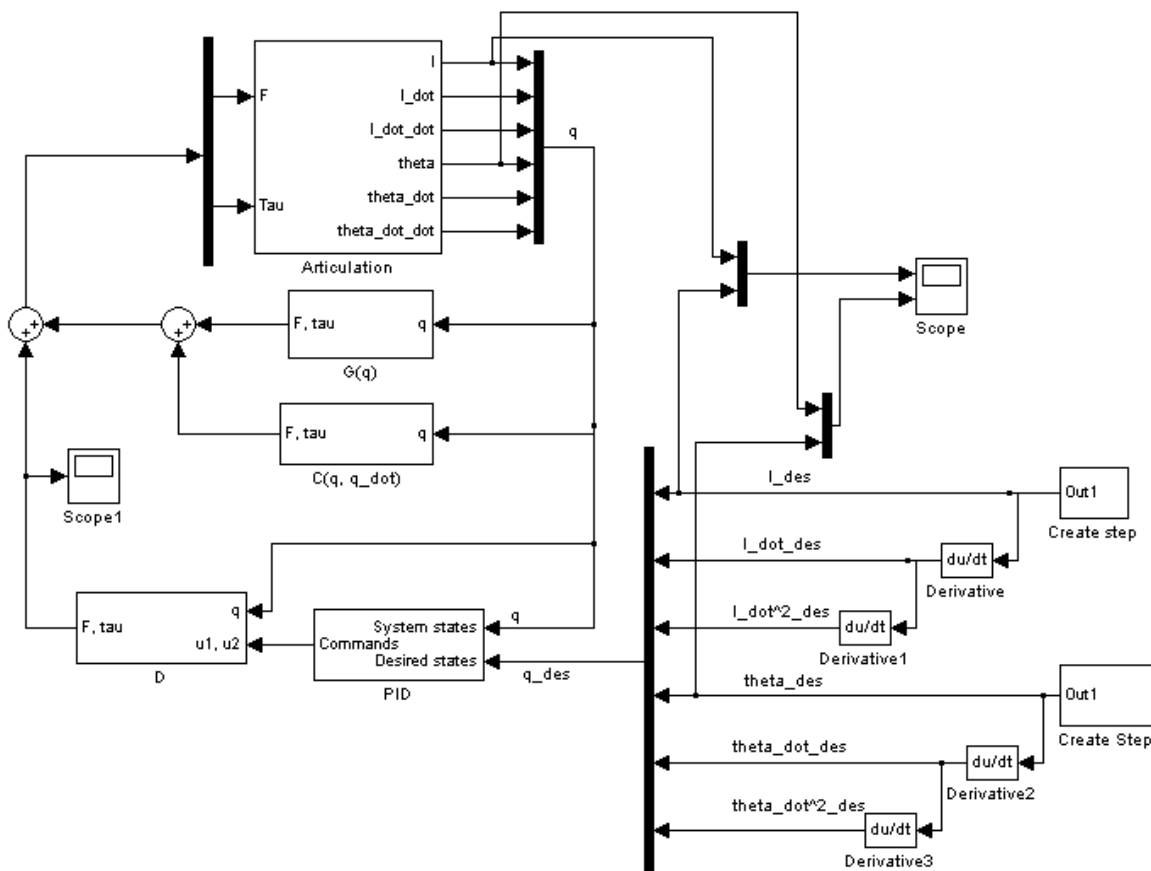 l
F
l_dot
l_dot_dot
q
theta
Tau
theta_dot
theta_dot_dot
Articulation
+
+
+
+
F, tau
q
G(q)
Scope
F, tau
q
C(q, q_dot)
Scope1
l_des
Out1
Create step
l_dot_des
du/dt
Derivative
q
F, tau
u1, u2
D
q
System states
Commands
Desired states
PID
q_des
l_dot^2_des
du/dt
Derivative1
theta_des
Out1
Create Step
theta_dot_des
du/dt
Derivative2
theta_dot^2_des
du/dt
Derivative3